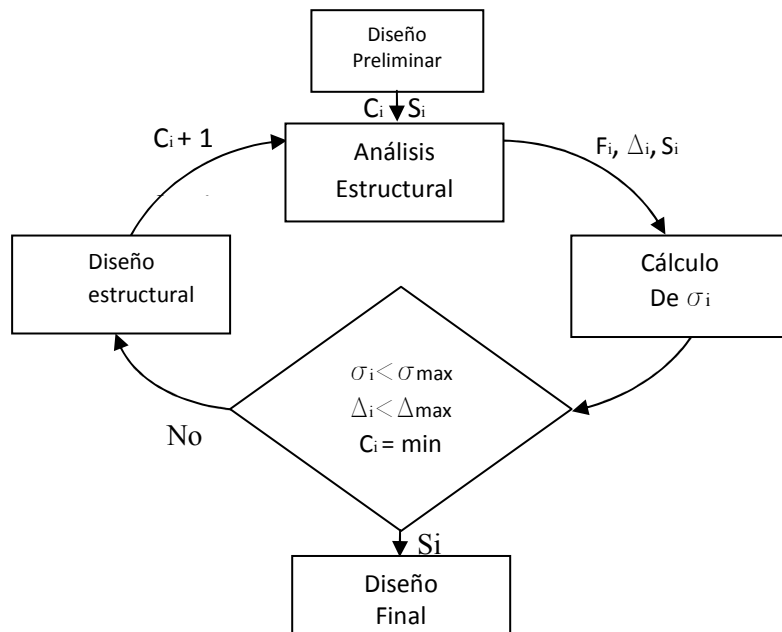 Diseño
Preliminar
Cᵢ Sᵢ
Cᵢ + 1
Análisis
Estructural
Fᵢ, Δᵢ, Sᵢ
Diseño
estructural
Cálculo
De σᵢ
σᵢ< σmax
Δᵢ< Δmax
Cᵢ = min
No
Si
Diseño
Final